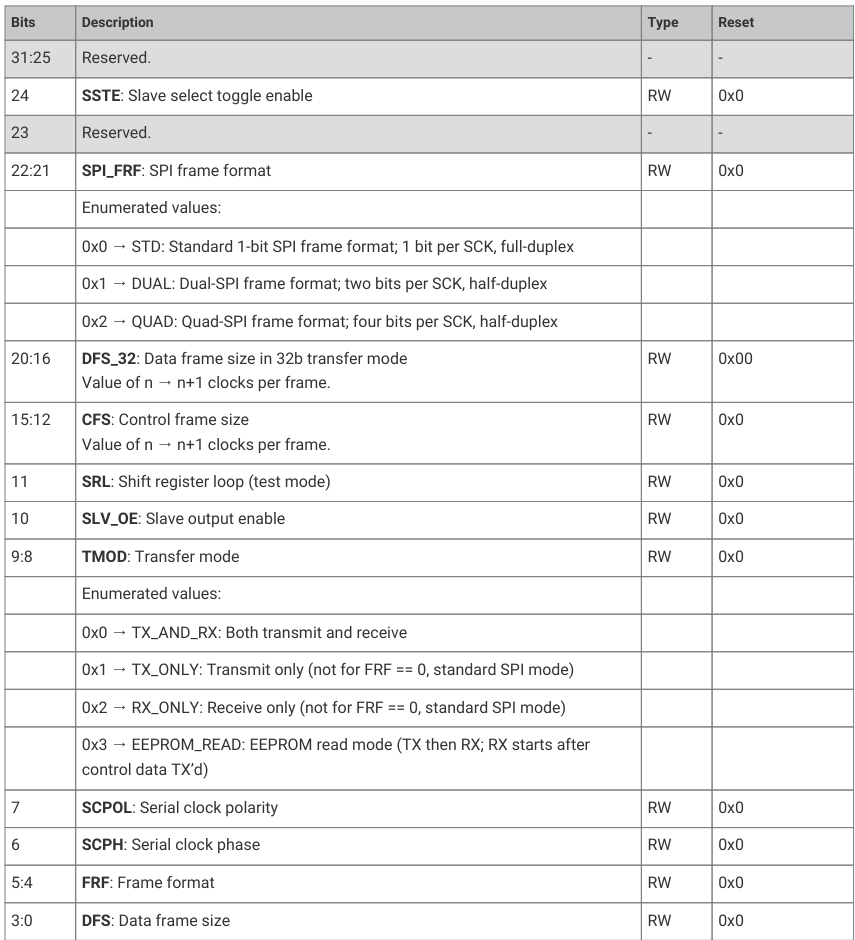 Bits Description Type Reset
31:25 Reserved. - -
24 SSTE: Slave select toggle enable RW 0x0
23 Reserved. - -
22:21 SPI_FRF: SPI frame format RW 0x0
Enumerated values:
0x0 → STD: Standard 1-bit SPI frame format; 1 bit per SCK, full-duplex
0x1 → DUAL: Dual-SPI frame format; two bits per SCK, half-duplex
0x2 → QUAD: Quad-SPI frame format; four bits per SCK, half-duplex
20:16 DFS_32: Data frame size in 32b transfer mode RW 0x00
Value of n → n+1 clocks per frame.
15:12 CFS: Control frame size RW 0x0
Value of n → n+1 clocks per frame.
11 SRL: Shift register loop (test mode) RW 0x0
10 SLV_OE: Slave output enable RW 0x0
9:8 TMOD: Transfer mode RW 0x0
Enumerated values:
0x0 → TX_AND_RX: Both transmit and receive
0x1 → TX_ONLY: Transmit only (not for FRF == 0, standard SPI mode)
0x2 → RX_ONLY: Receive only (not for FRF == 0, standard SPI mode)
0x3 → EEPROM_READ: EEPROM read mode (TX then RX; RX starts after
control data TX'd)
7 SCPOL: Serial clock polarity RW 0x0
6 SCPH: Serial clock phase RW 0x0
5:4 FRF: Frame format RW 0x0
3:0 DFS: Data frame size RW 0x0